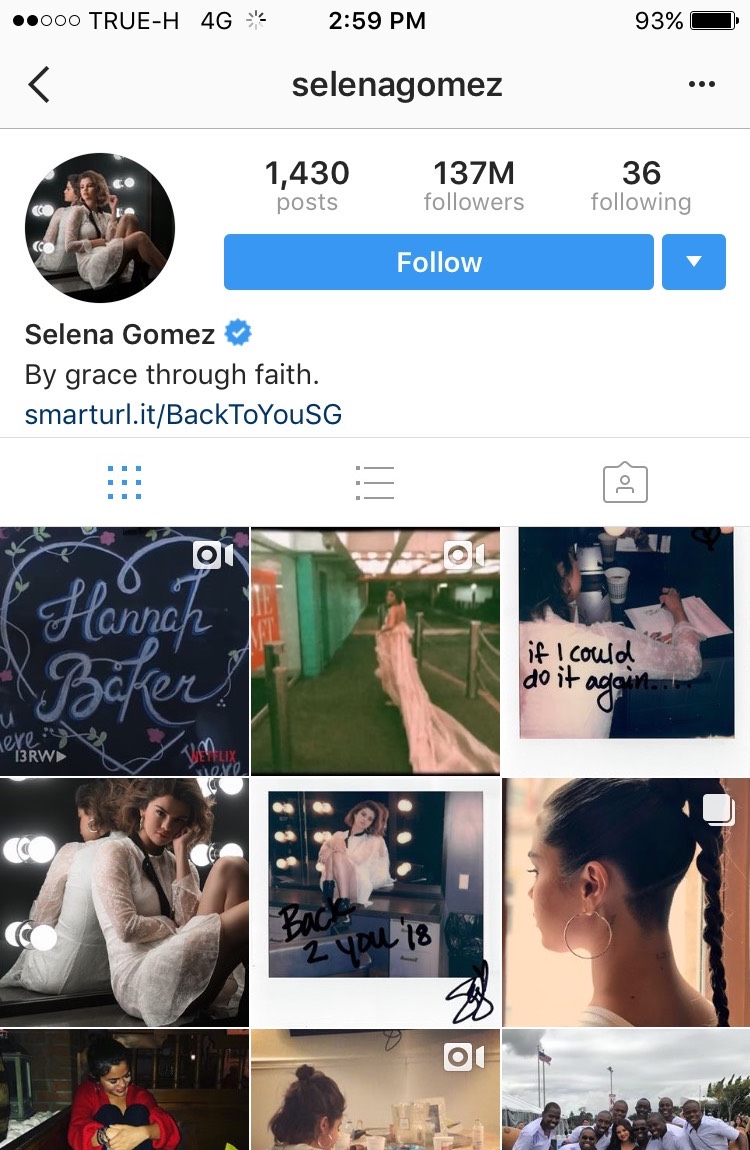 TRUE-H 4G 2:59 PM 93%
selenagomez
1,430 137M 36
posts followers following
Follow
Selena Gomez
By grace through faith.
smarturl.it/BackToYouSG
Hannah
Baker
13RW
NETFLIX
if I could
do it again....
Back
2 you '18